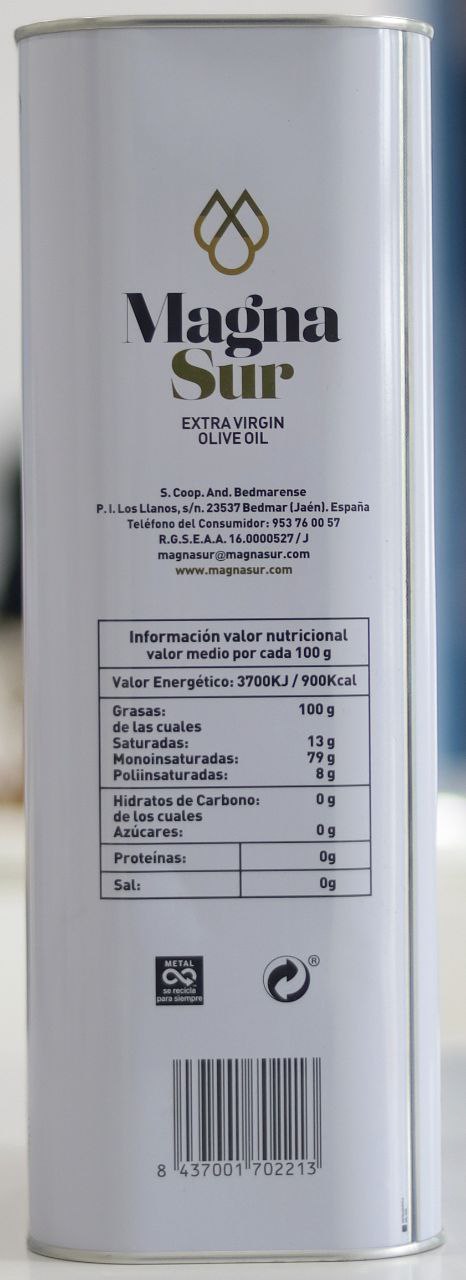 Magna
Sur
EXTRA VIRGIN
OLIVE OIL
S. Coop. And. Bedmarense
P. I. Los Llanos, s/n. 23537 Bedmar (Jaén). España
Teléfono del Consumidor: 953 76 00 57
R.G.S.E.A.A. 16.0000527 / J
magnasur@magnasur.com
www.magnasur.com
Información valor nutricional
valor medio por cada 100 g
Valor Energético: 3700KJ / 900Kcal
Grasas: 100 g
de las cuales
Saturadas: 13 g
Monoinsaturadas: 79 g
Poliinsaturadas: 8 g
Hidratos de Carbono: 0 g
de los cuales
Azúcares: 0 g
Proteínas: 0g
Sal: 0g
METAL
se recicla
para siempre
®
8 437001 702213